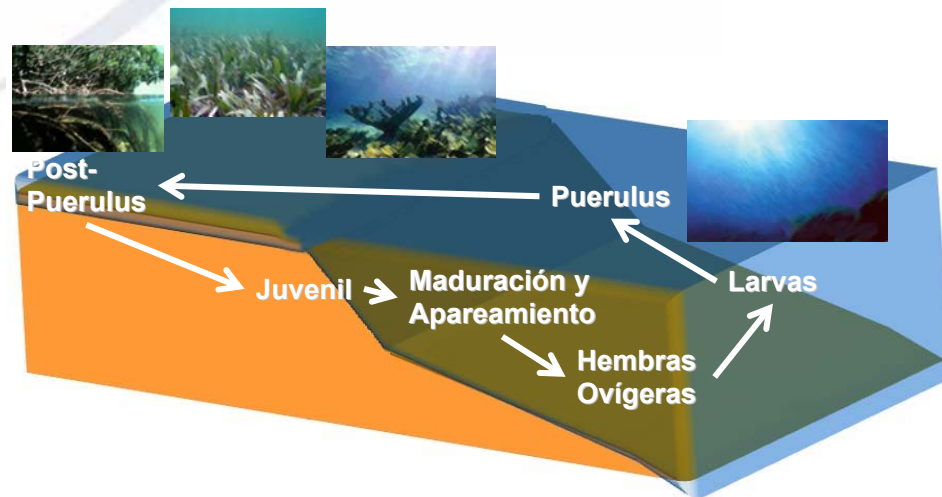 Post-
Puerulus
Puerulus
Juvenil
Maduración y
Apareamiento
Larvas
Hembras
Ovígeras